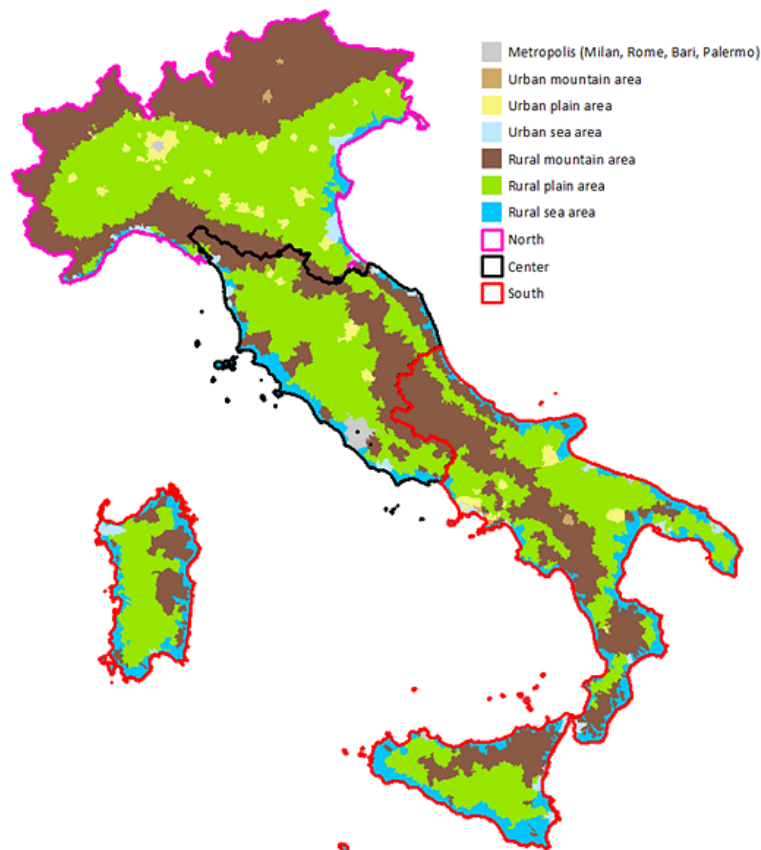 Metropolis (Milan, Rome, Bari, Palermo)
Urban mountain area
Urban plain area
Urban sea area
Rural mountain area
Rural plain area
Rural sea area
North
Center
South